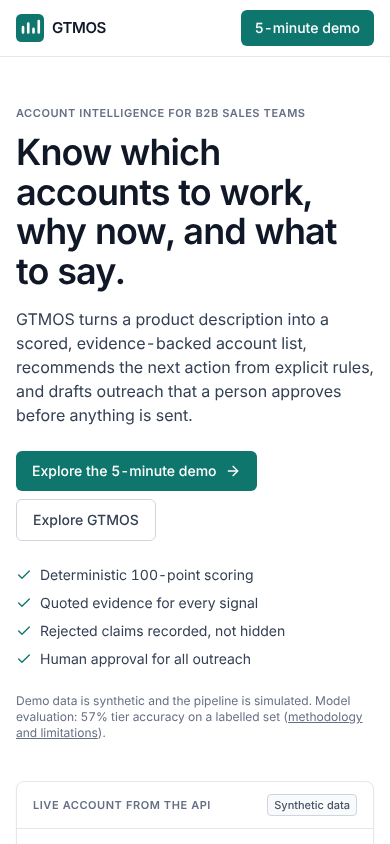 GTMOS
5-minute demo
ACCOUNT INTELLIGENCE FOR B2B SALES TEAMS
Know which
accounts to work,
why now, and what
to say.
GTMOS turns a product description into a
scored, evidence-backed account list,
recommends the next action from explicit rules,
and drafts outreach that a person approves
before anything is sent.
Explore the 5-minute demo →
Explore GTMOS
Deterministic 100-point scoring
Quoted evidence for every signal
Rejected claims recorded, not hidden
Human approval for all outreach
Demo data is synthetic and the pipeline is simulated. Model
evaluation: 57% tier accuracy on a labelled set (methodology
and limitations).
LIVE ACCOUNT FROM THE API
Synthetic data